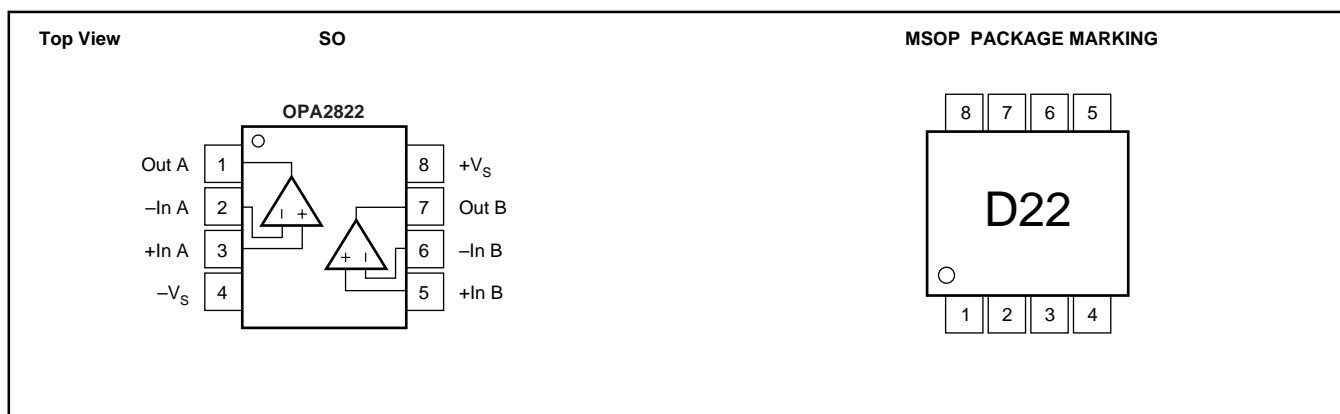 Top View
SO
MSOP PACKAGE MARKING
OPA2822
Out A 1
–In A 2
+In A 3
–VS 4
8 +VS
7 Out B
6 –In B
5 +In B
– +
+ –
8 7 6 5
D22
1 2 3 4